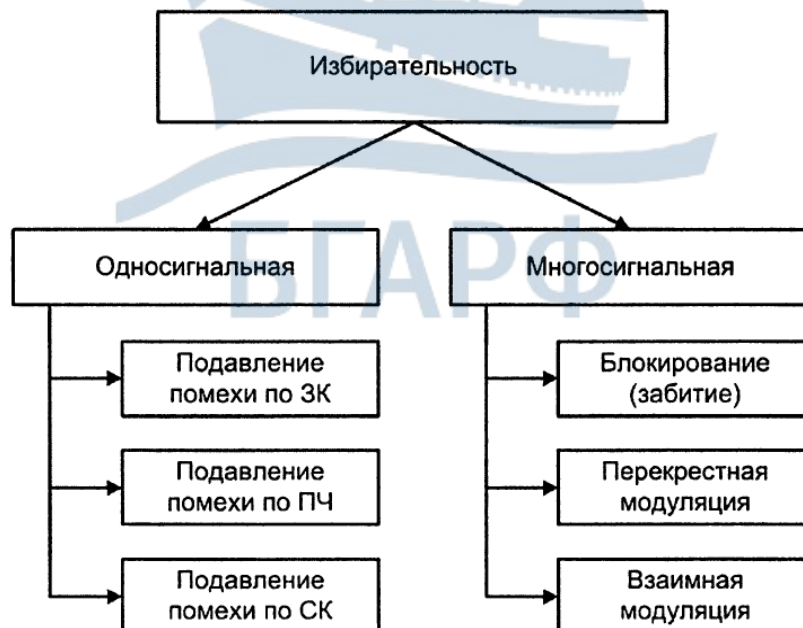 Избирательность
БГАРФ
Односигнальная
Подавление
помехи по ЗК
Подавление
помехи по ПЧ
Подавление
помехи по СК
Многосигнальная
Блокирование
(забитие)
Перекрестная
модуляция
Взаимная
модуляция